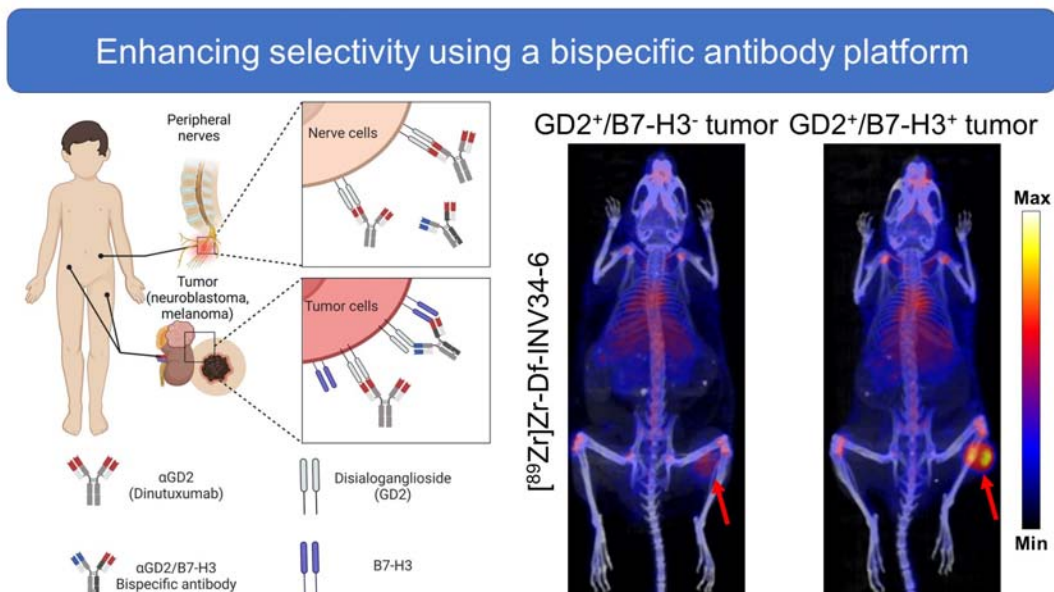 Enhancing selectivity using a bispecific antibody platform
Peripheral
nerves
Nerve cells
Tumor
(neuroblastoma,
melanoma)
Tumor cells
αGD2
(Dinutuxumab)
Disialoganglioside
(GD2)
αGD2/B7-H3
Bispecific antibody
B7-H3
GD2⁺/B7-H3⁻ tumor
GD2⁺/B7-H3⁺ tumor
[⁸⁹Zr]Zr-Df-INV34-6
Max
Min